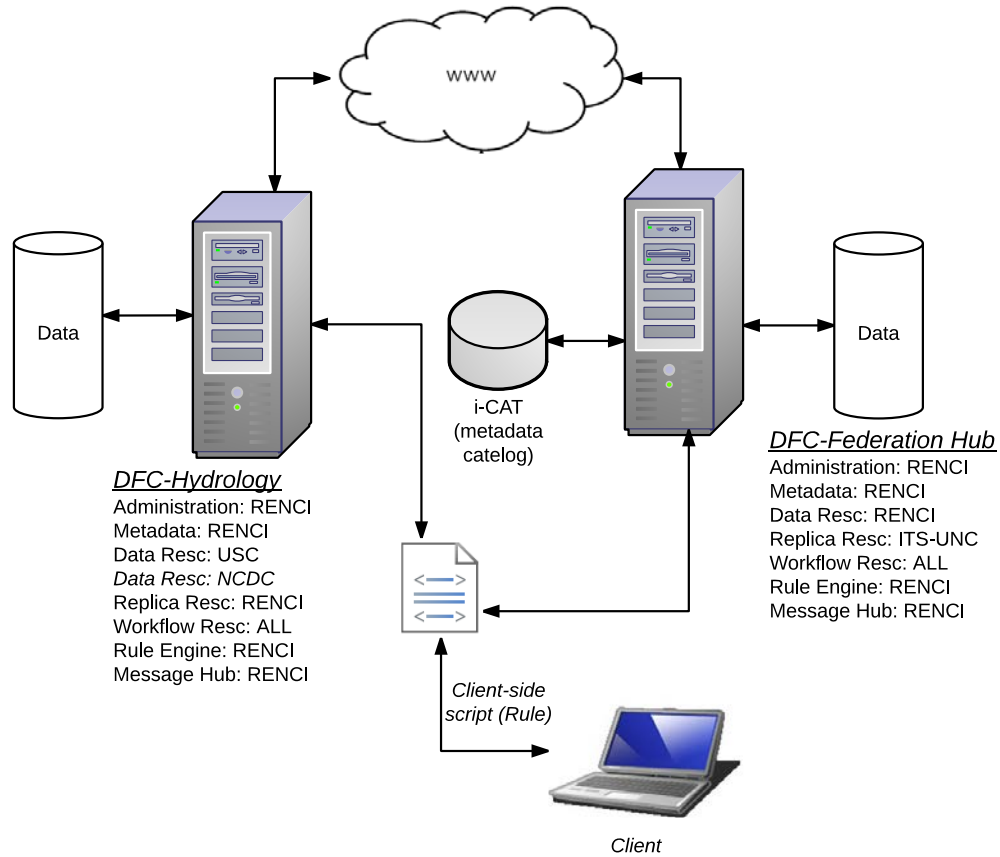 www
Data
Data
i-CAT
(metadata
catelog)
DFC-Hydrology
Administration: RENCI
Metadata: RENCI
Data Resc: USC
Data Resc: NCDC
Replica Resc: RENCI
Workflow Resc: ALL
Rule Engine: RENCI
Message Hub: RENCI
DFC-Federation Hub
Administration: RENCI
Metadata: RENCI
Data Resc: RENCI
Replica Resc: ITS-UNC
Workflow Resc: ALL
Rule Engine: RENCI
Message Hub: RENCI
Client-side
script (Rule)
Client